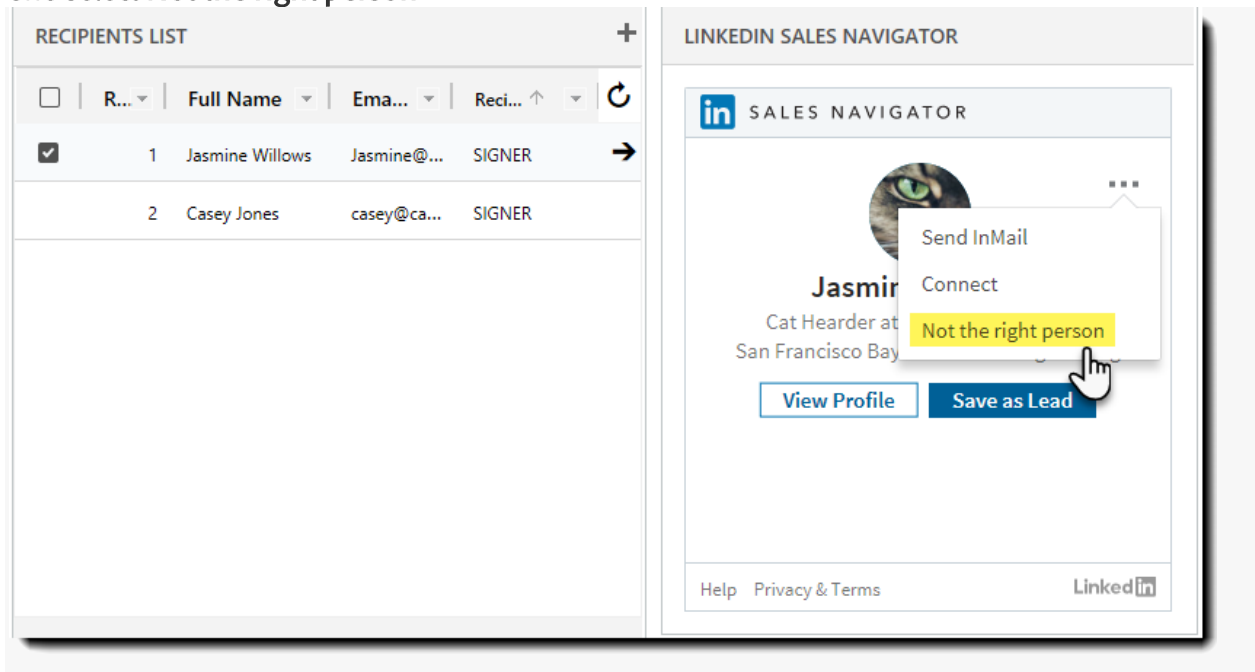 RECIPIENTS LIST
+
R...
Full Name
Ema...
Reci...
1 Jasmine Willows Jasmine@... SIGNER
2 Casey Jones casey@ca... SIGNER
LINKEDIN SALES NAVIGATOR
in SALES NAVIGATOR
Send InMail
Connect
Not the right person
Cat Hearder at
San Francisco Bay
View Profile
Save as Lead
Help Privacy & Terms
Linked in